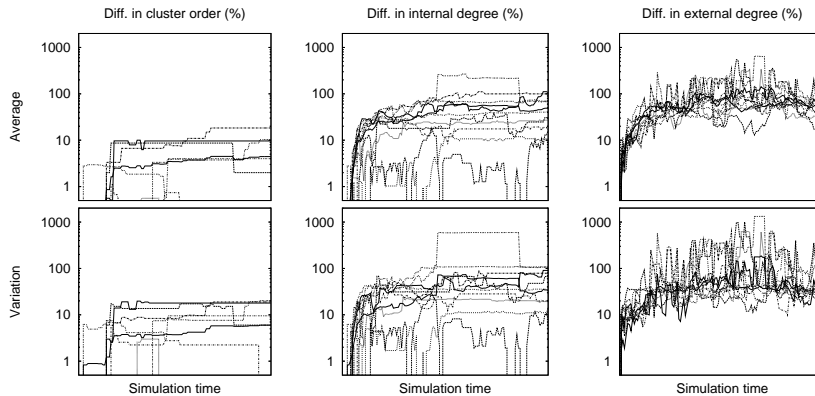 Diff. in cluster order (%) Diff. in internal degree (%) Diff. in external degree (%)
1000 1000 1000
100 100 100
Average
10 10 10
1 1 1
1000 1000 1000
100 100 100
Variation
10 10 10
1 1 1
Simulation time Simulation time Simulation time